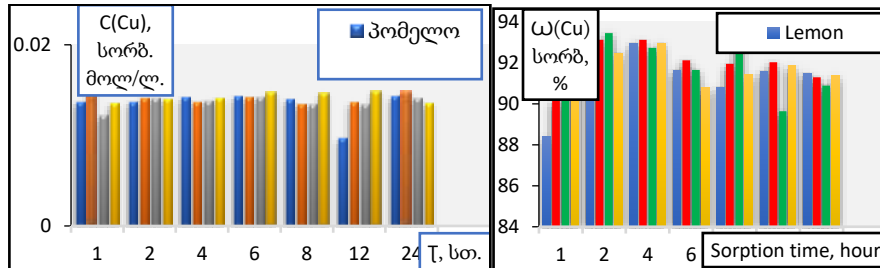 C(Cu),
სორბ.
მოლ/ლ.
პომელო
0.02
0
1 2 4 6 8 12 24
Ʈ, სთ.
ω(Cu)
სორბ,
%
Lemon
94
92
90
88
86
84
1 2 4 6
Sorption time, hour